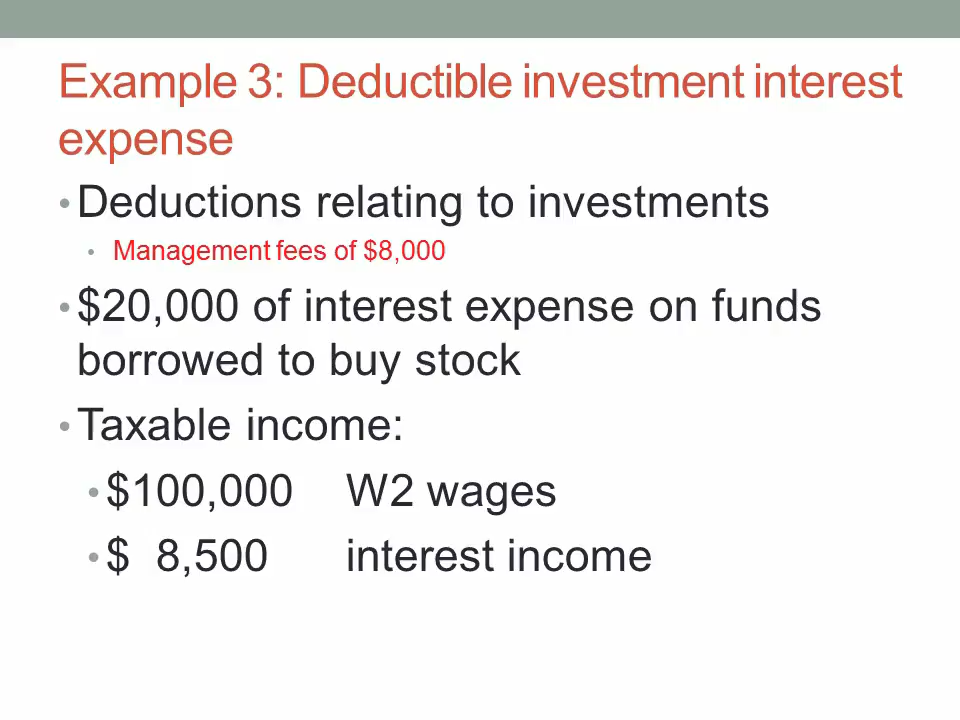 Example 3: Deductible investment interest
expense
• Deductions relating to investments
• Management fees of $8,000
• $20,000 of interest expense on funds
borrowed to buy stock
• Taxable income:
• $100,000 W2 wages
• $ 8,500 interest income